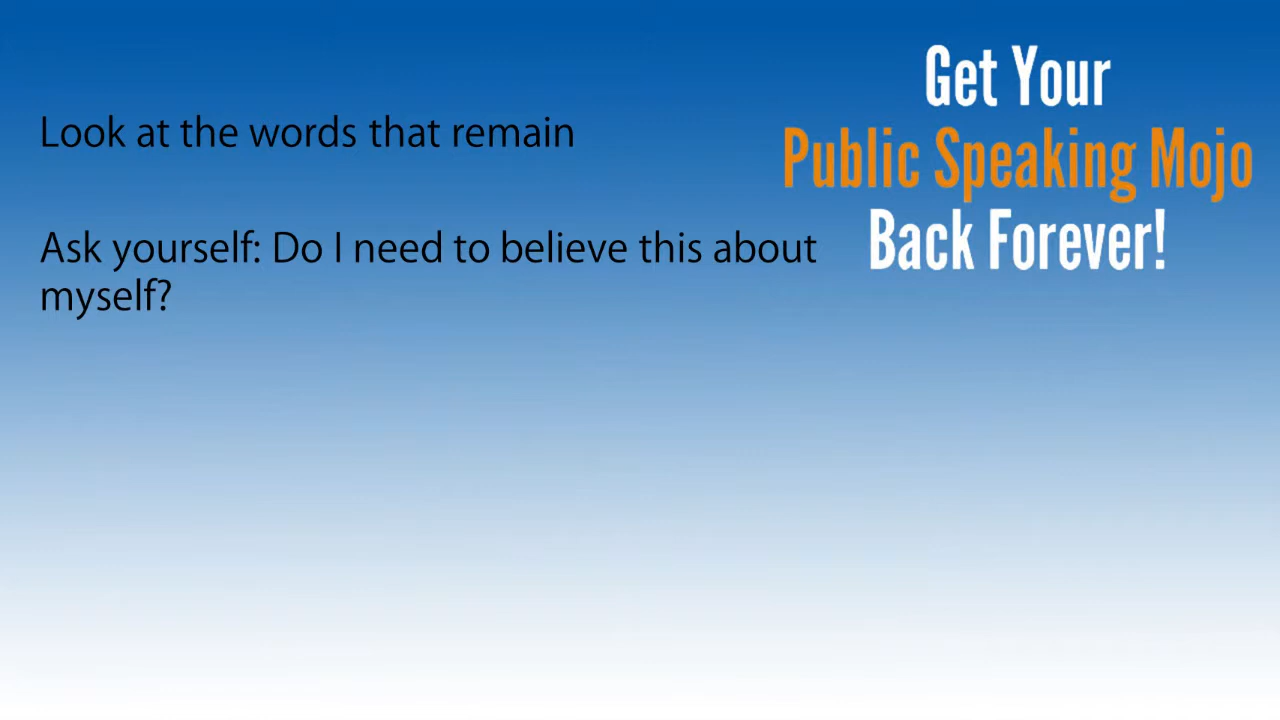 Look at the words that remain
Ask yourself: Do I need to believe this about
myself?
Get Your
Public Speaking Mojo
Back Forever!